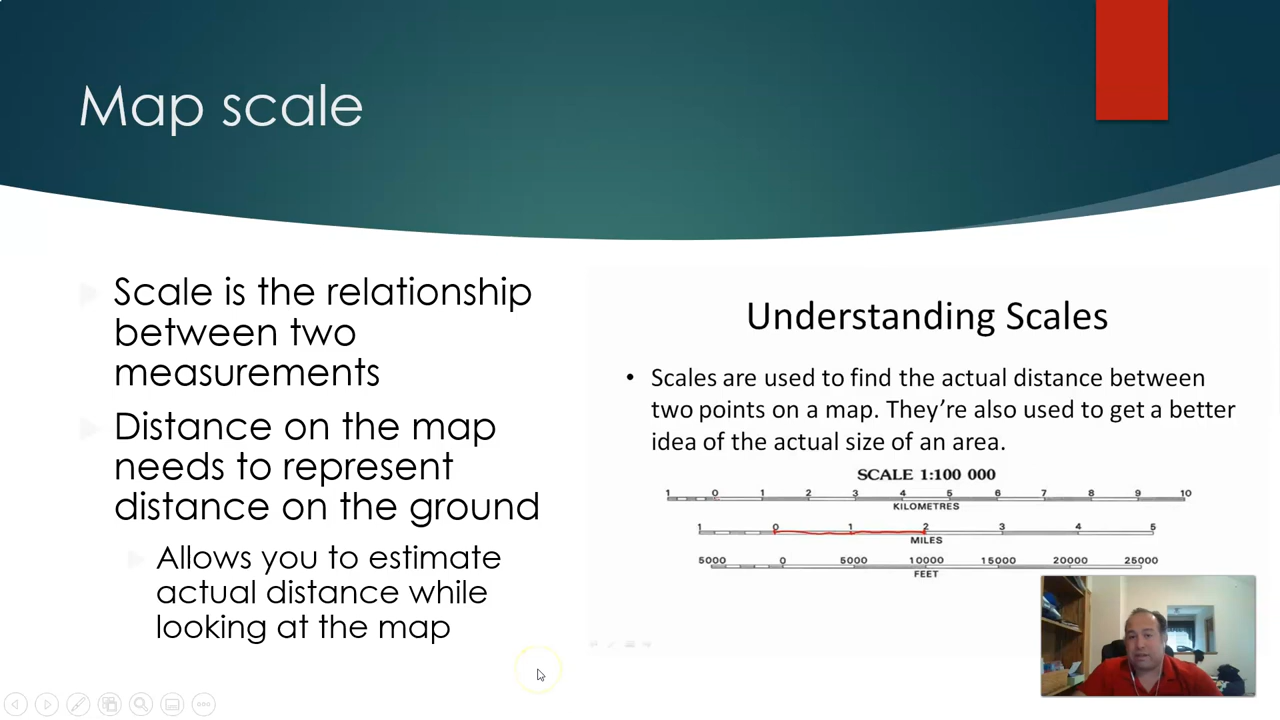 Map scale
Scale is the relationship
between two
measurements
Distance on the map
needs to represent
distance on the ground
Allows you to estimate
actual distance while
looking at the map
Understanding Scales
• Scales are used to find the actual distance between
two points on a map. They’re also used to get a better
idea of the actual size of an area.
SCALE 1:100 000
1 0 1 2 3 4 5 6 7 8 9 10
KILOMETRES
1 0 1 2 3 4 5
MILES
5000 0 5000 10000 15000 20000 25000
FEET